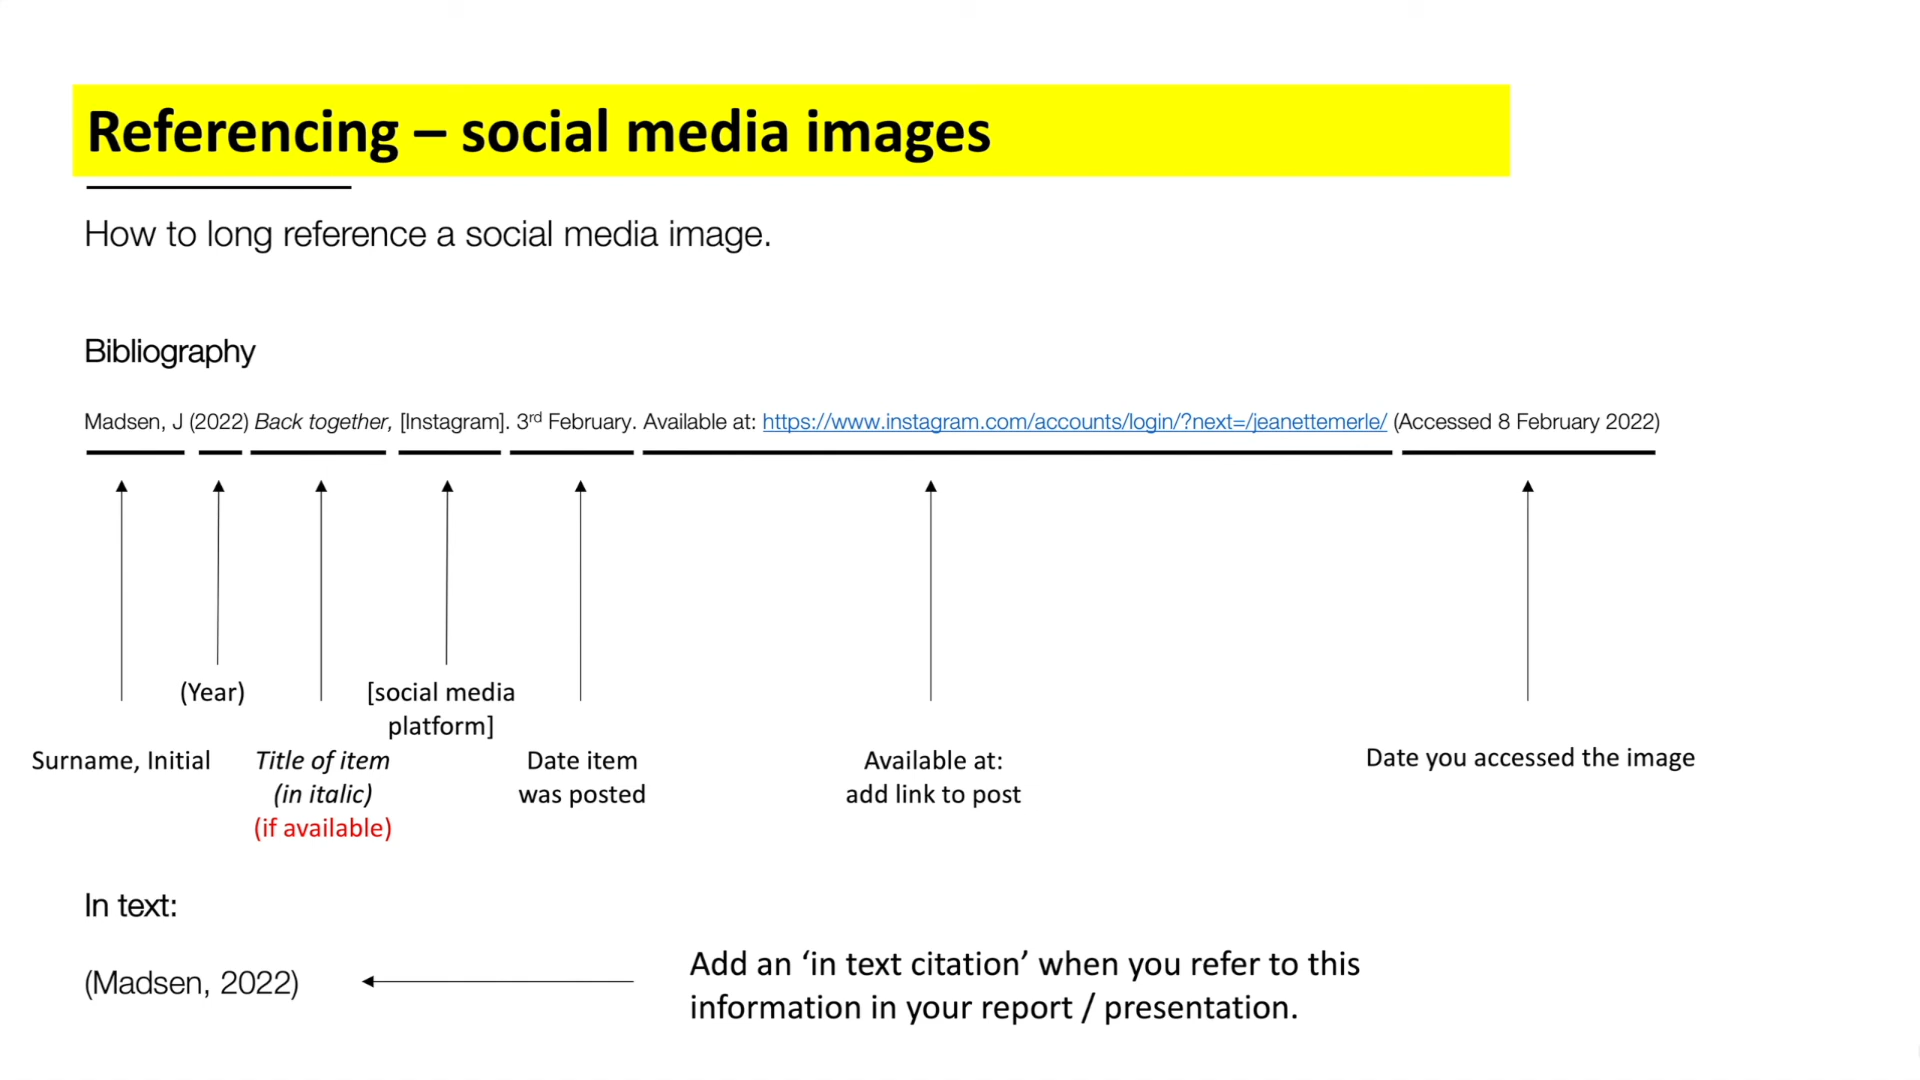 Referencing – social media images
How to long reference a social media image.
Bibliography
Madsen, J (2022) Back together, [Instagram]. 3rd February. Available at: https://www.instagram.com/accounts/login/?next=/jeanettemerle/ (Accessed 8 February 2022)
(Year)
[social media
platform]
Surname, Initial
Title of item
(in italic)
(if available)
Date item
was posted
Available at:
add link to post
Date you accessed the image
In text:
(Madsen, 2022)
Add an ‘in text citation’ when you refer to this
information in your report / presentation.